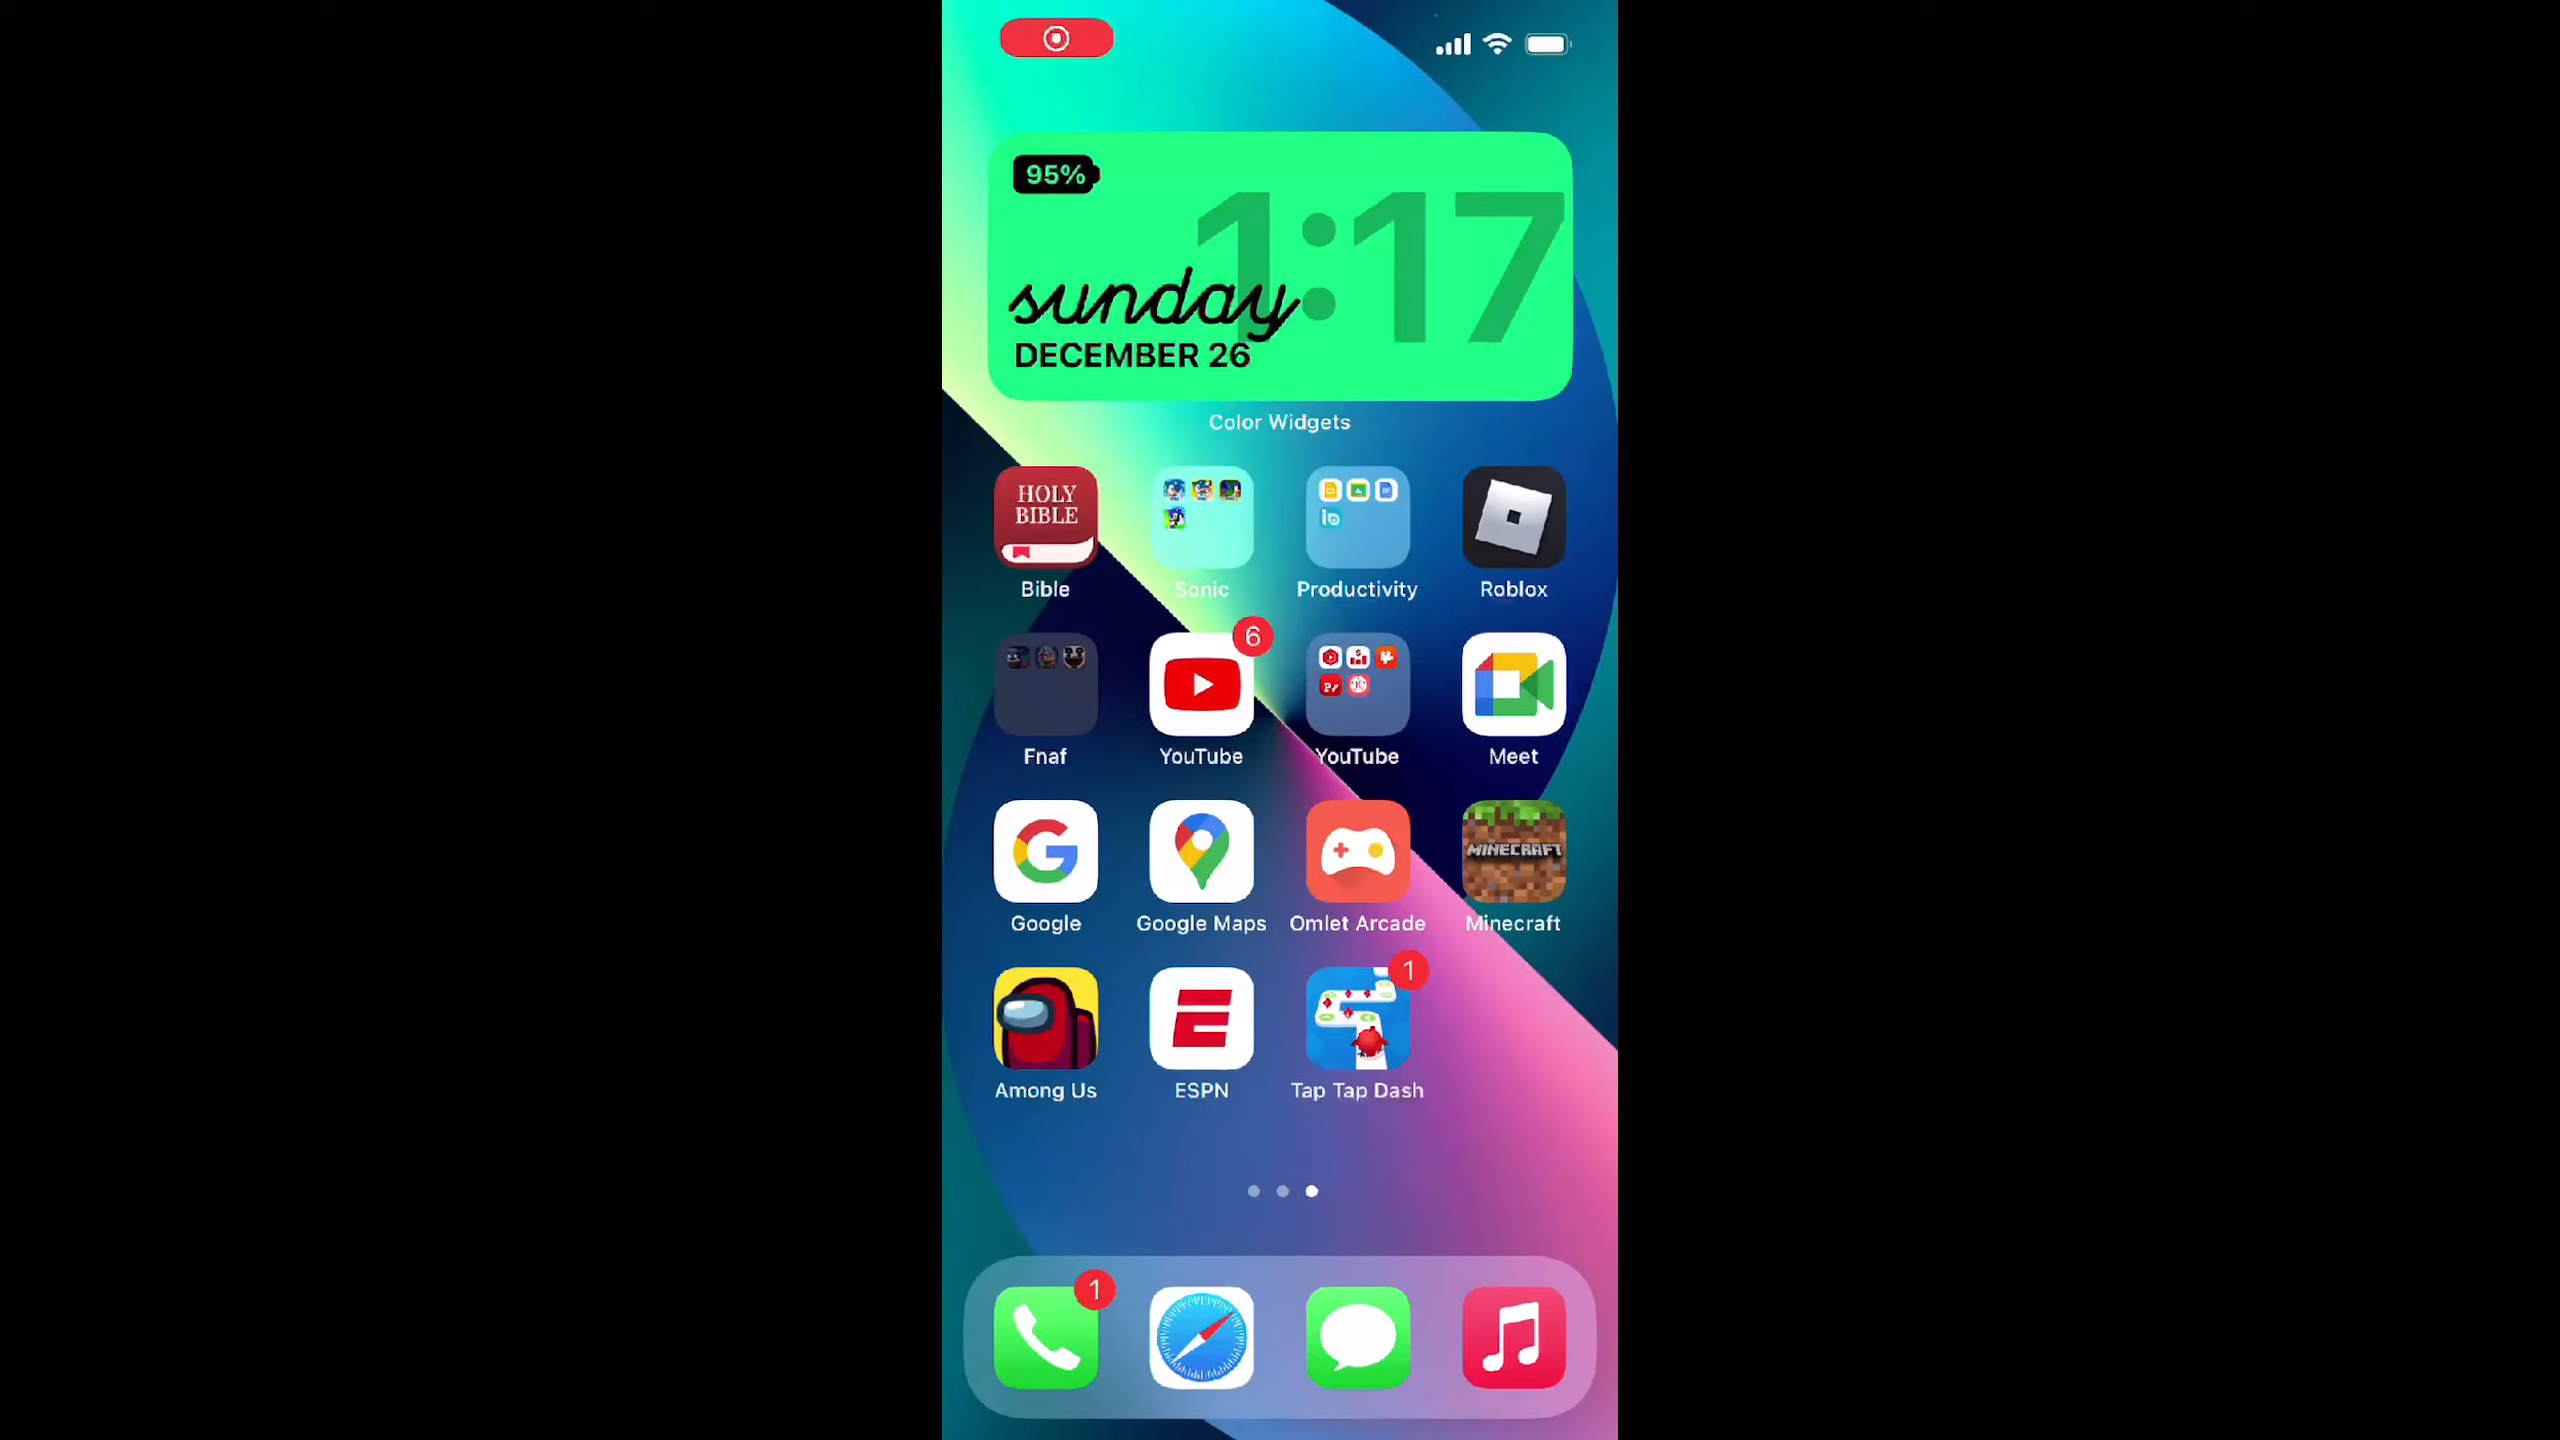 95%
1:17
sunday
DECEMBER 26
Color Widgets
HOLY
BIBLE
Bible
Sonic
Productivity
Roblox
6
Fnaf
YouTube
YouTube
Meet
MINECRAFT
Google
Google Maps
Omlet Arcade
Minecraft
1
Among Us
ESPN
Tap Tap Dash
1